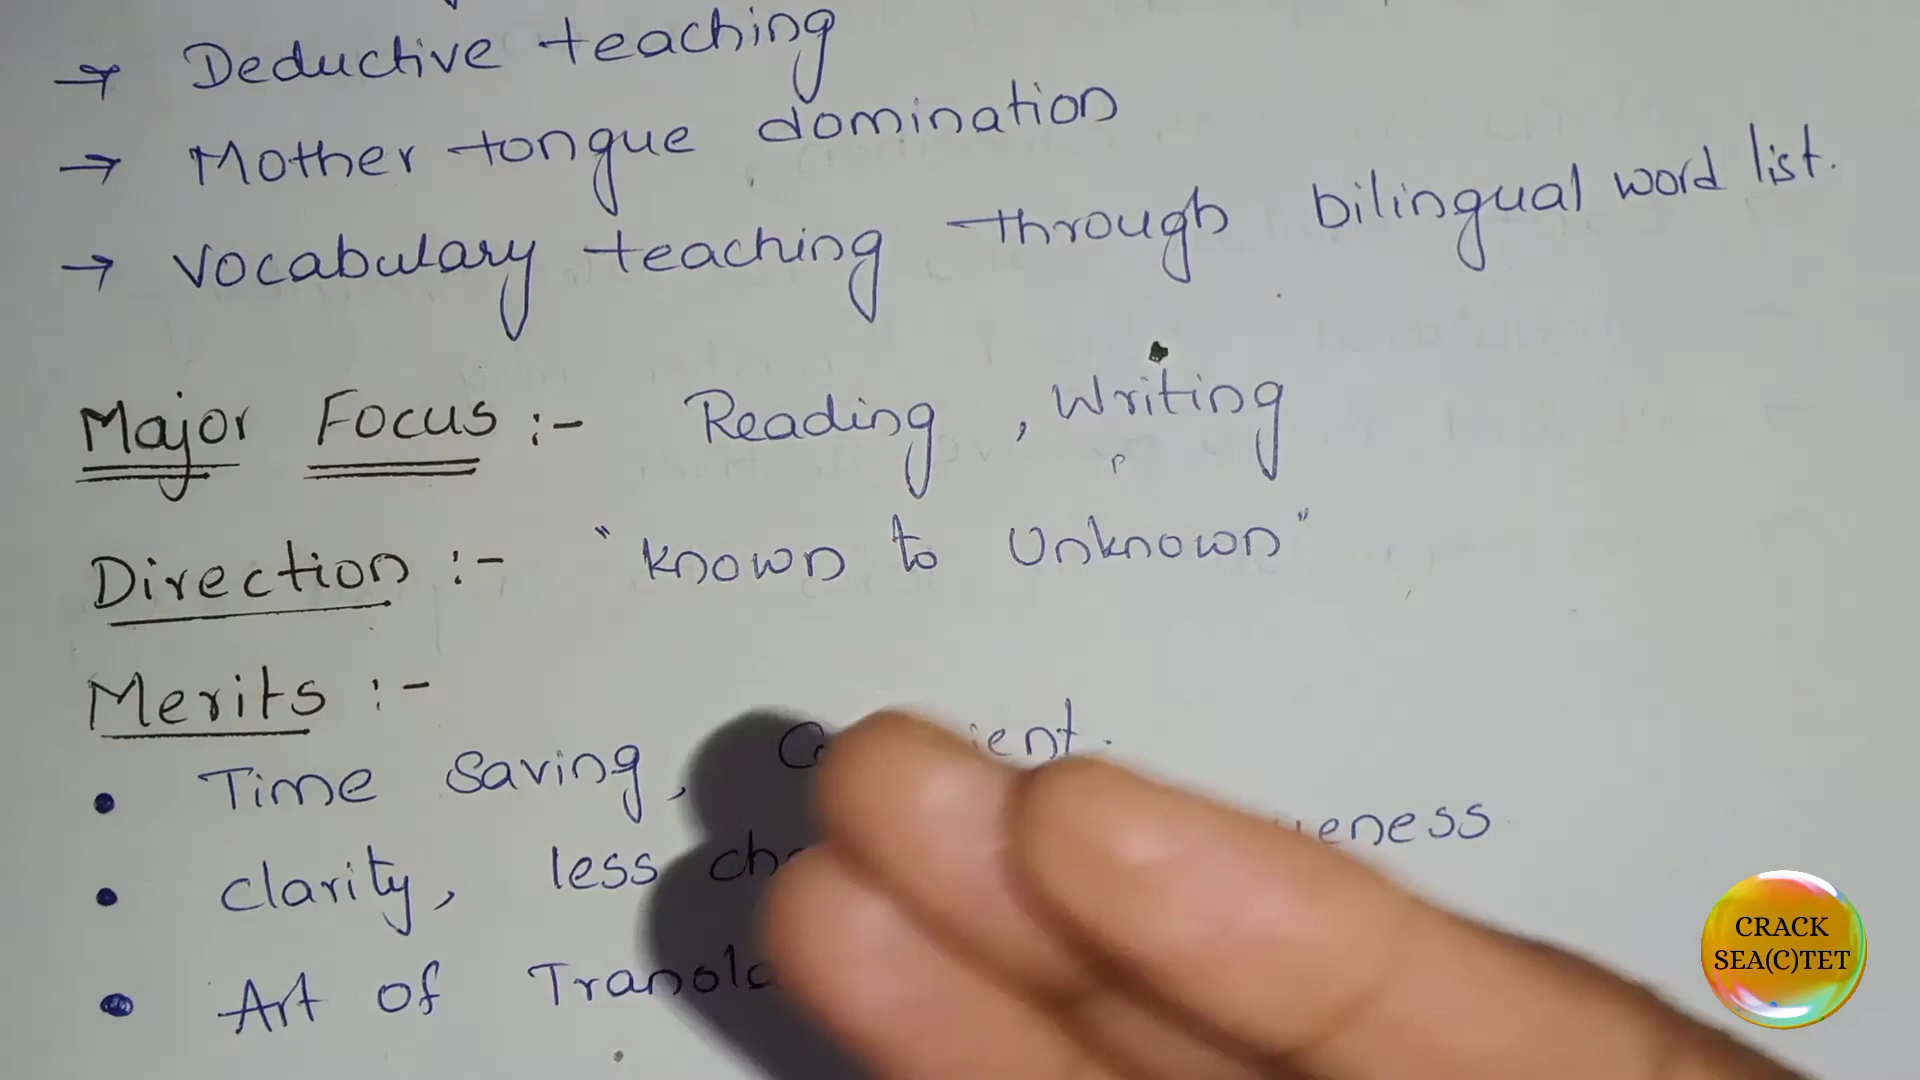 → Deductive teaching
→ Mother tongue domination
→ Vocabulary teaching through bilingual word list.
Major Focus :- Reading, Writing
Direction :- "Known to Unknown"
Merits :-
• Time saving,
• clarity, less
• Art of
CRACK
SEA(C)TET